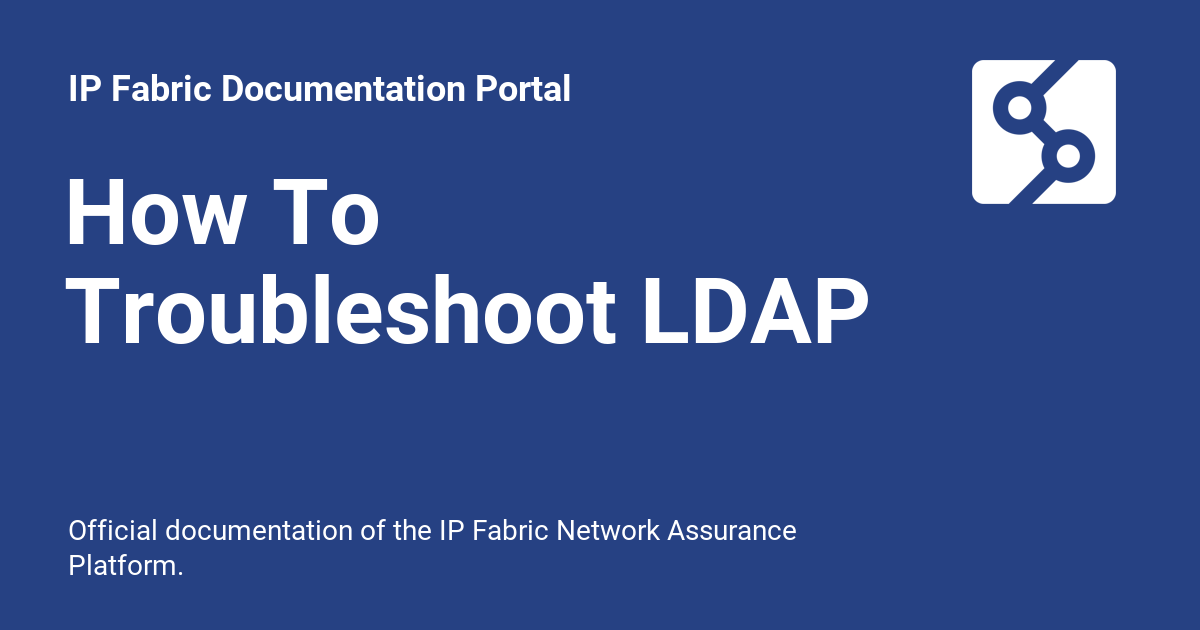 IP Fabric Documentation Portal
How To
Troubleshoot LDAP
Official documentation of the IP Fabric Network Assurance
Platform.